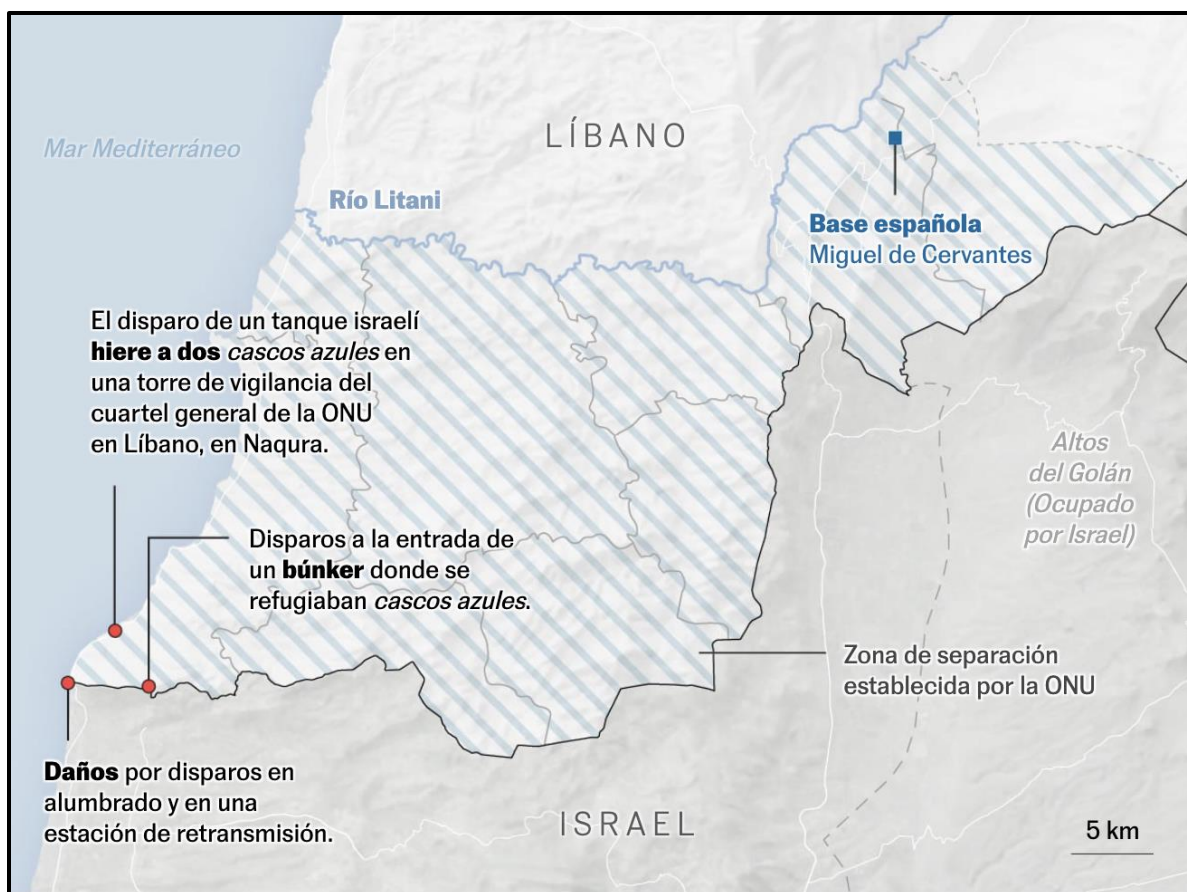 LÍBANO
Mar Mediterráneo
Río Litani
Base española
Miguel de Cervantes
El disparo de un tanque israelí
hiere a dos cascos azules en
una torre de vigilancia del
cuartel general de la ONU
en Líbano, en Naqura.
Altos
del Golán
(Ocupado
por Israel)
Disparos a la entrada de
un búnker donde se
refugiaban cascos azules.
Zona de separación
establecida por la ONU
Daños por disparos en
alumbrado y en una
estación de retransmisión.
ISRAEL
5 km